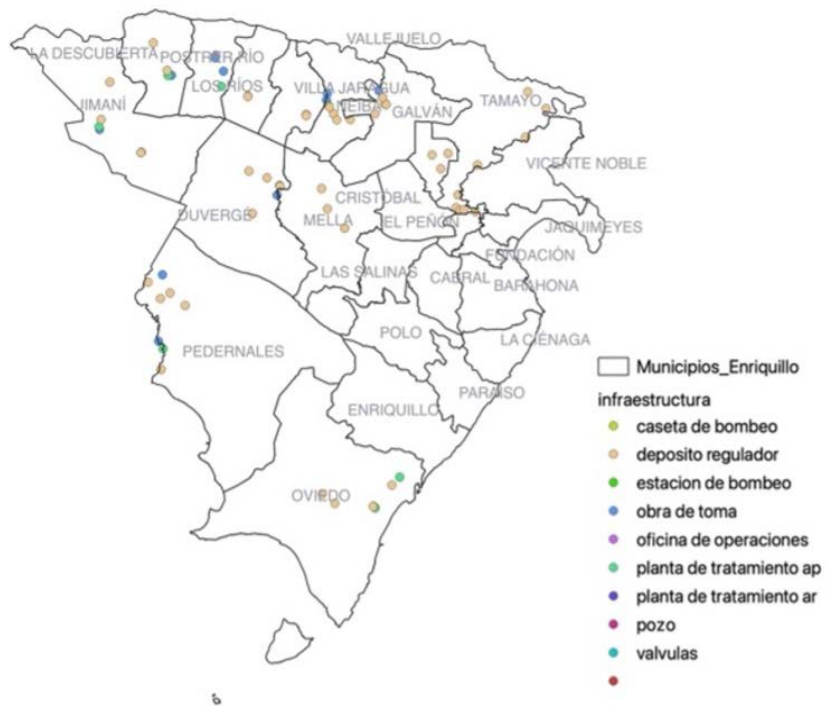 VALLEJUELO
LA DESCUBIERTA
POSTRER RÍO
LOS RÍOS
VILLA JARAGUA
TAMAYO
JIMANÍ
NEIBA
GALVÁN
VICENTE NOBLE
CRISTÓBAL
DUVERGÉ
MELLA
EL PEÑÓN
JAQUIMEYES
FUNDACIÓN
LAS SALINAS
CABRAL
BARAHONA
POLO
LA CIÉNAGA
PEDERNALES
PARAÍSO
ENRIQUILLO
OVIEDO
Municipios_Enriquillo
infraestructura
caseta de bombeo
deposito regulador
estacion de bombeo
obra de toma
oficina de operaciones
planta de tratamiento ap
planta de tratamiento ar
pozo
valvulas